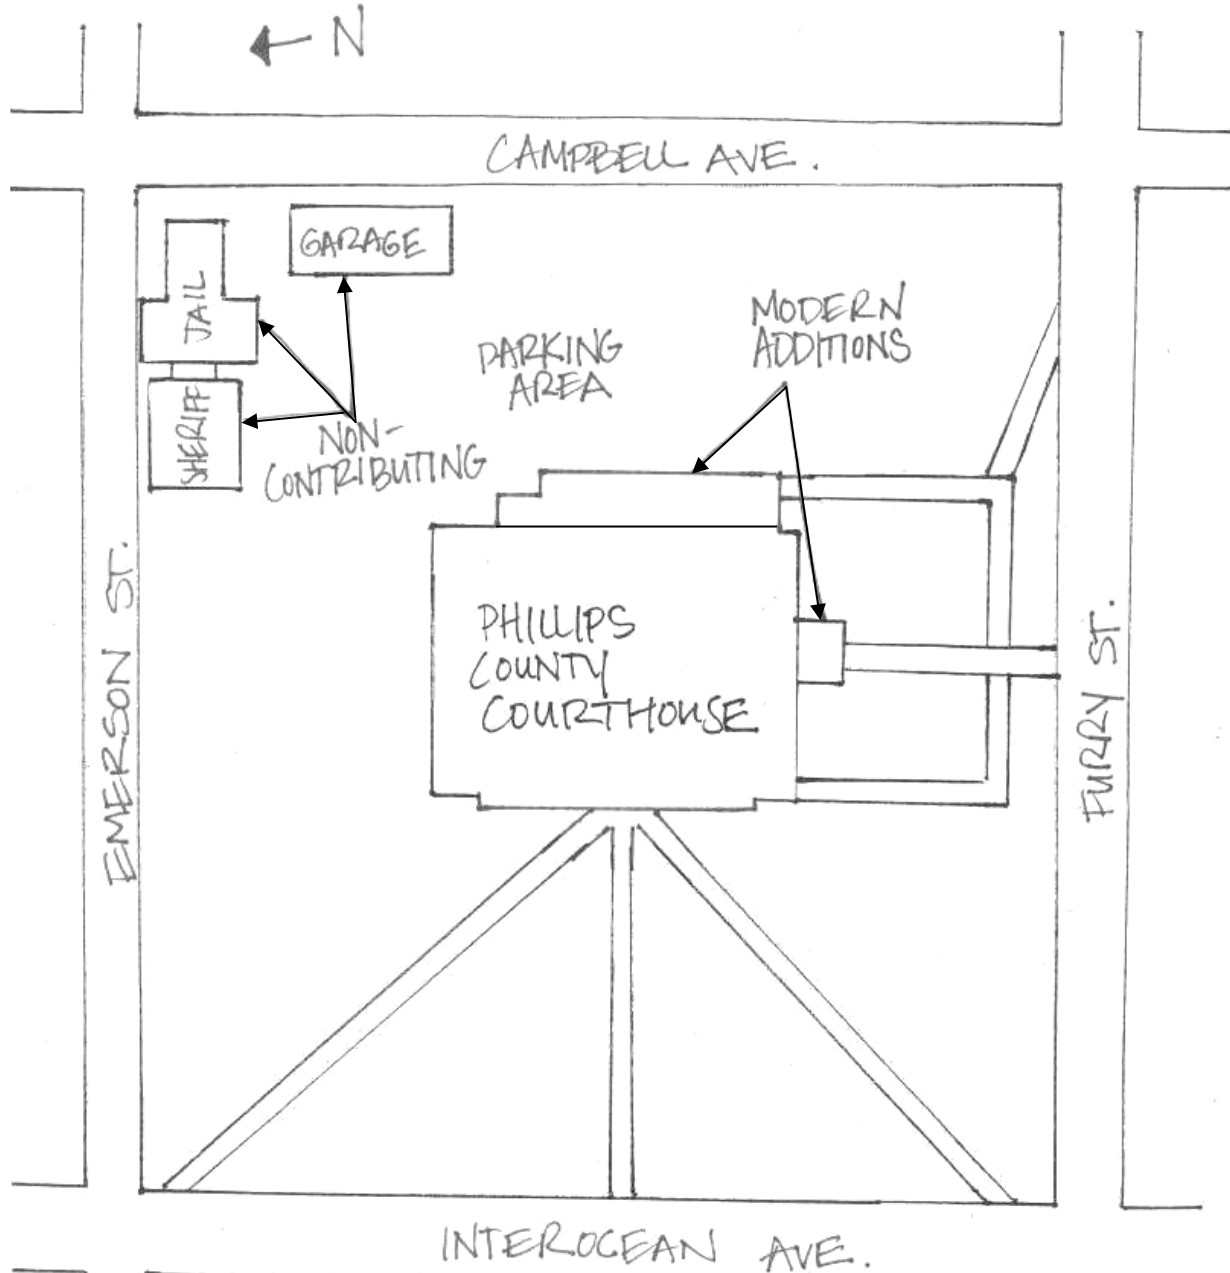 N
CAMPBELL AVE.
GARAGE
JAIL
SHERIFF
NON-
CONTRIBUTING
PARKING
AREA
MODERN
ADDITIONS
PHILLIPS
COUNTY
COURTHOUSE
EMERSON ST.
FURRY ST.
INTEROCEAN AVE.